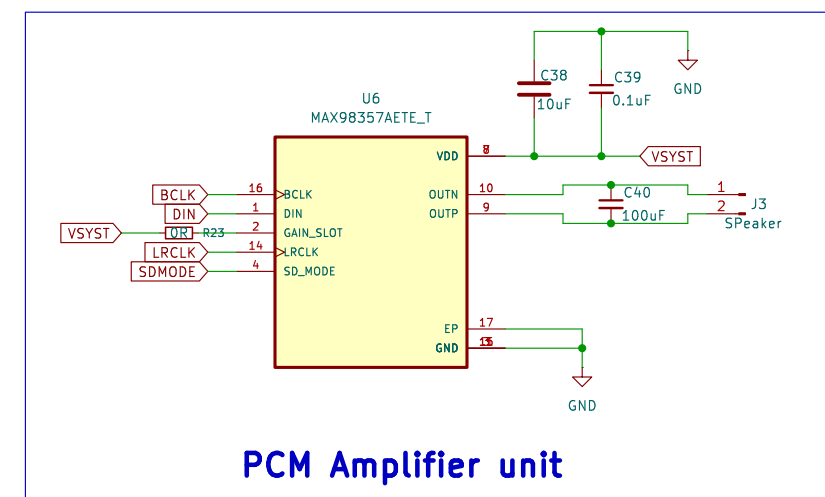 C38
10uF
C39
0.1uF
GND
U6
MAX98357AETE_T
VDD
VSYST
BCLK
16
BCLK
OUTN
10
1
J3
SPeaker
DIN
1
DIN
OUTP
9
C40
100uF
2
VSYST
0R
R23
2
GAIN_SLOT
LRCLK
14
LRCLK
SDMODE
4
SD_MODE
EP
17
GND
GND
PCM Amplifier unit